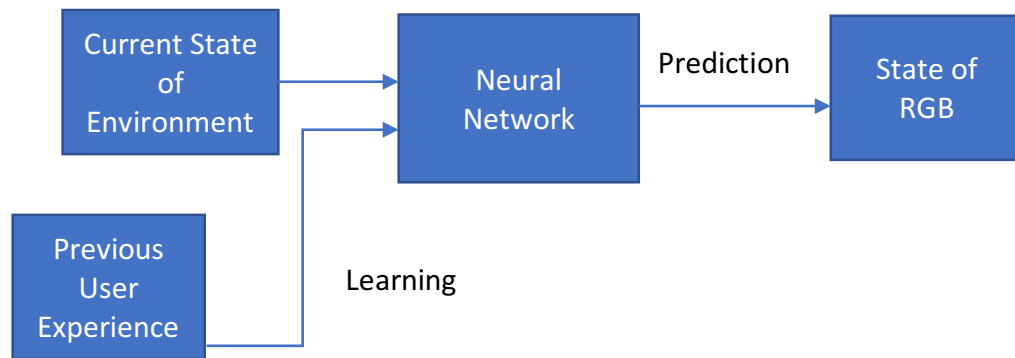 Current State
of
Environment
Neural
Network
Prediction
State of
RGB
Previous
User
Experience
Learning